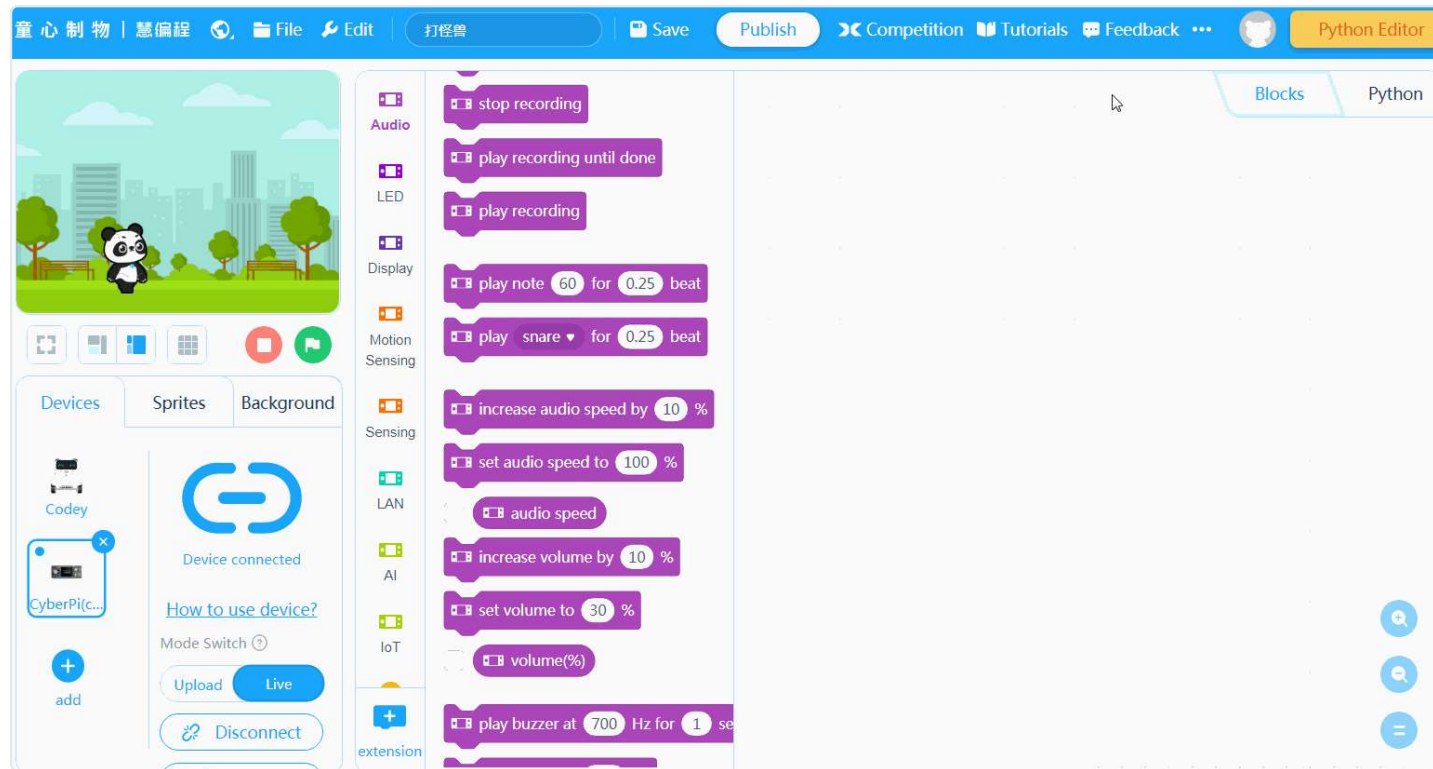 童心制物 | 慧编程 File Edit 打怪兽 Save Publish Competition Tutorials Feedback ••• Python Editor
Blocks Python
Devices Sprites Background
Codey
CyberPi(c...
add
Device connected
How to use device?
Mode Switch ?
Upload Live
Disconnect
Audio
LED
Display
Motion
Sensing
Sensing
LAN
AI
IoT
extension
stop recording
play recording until done
play recording
play note 60 for 0.25 beat
play snare for 0.25 beat
increase audio speed by 10 %
set audio speed to 100 %
audio speed
increase volume by 10 %
set volume to 30 %
volume(%)
play buzzer at 700 Hz for 1 se